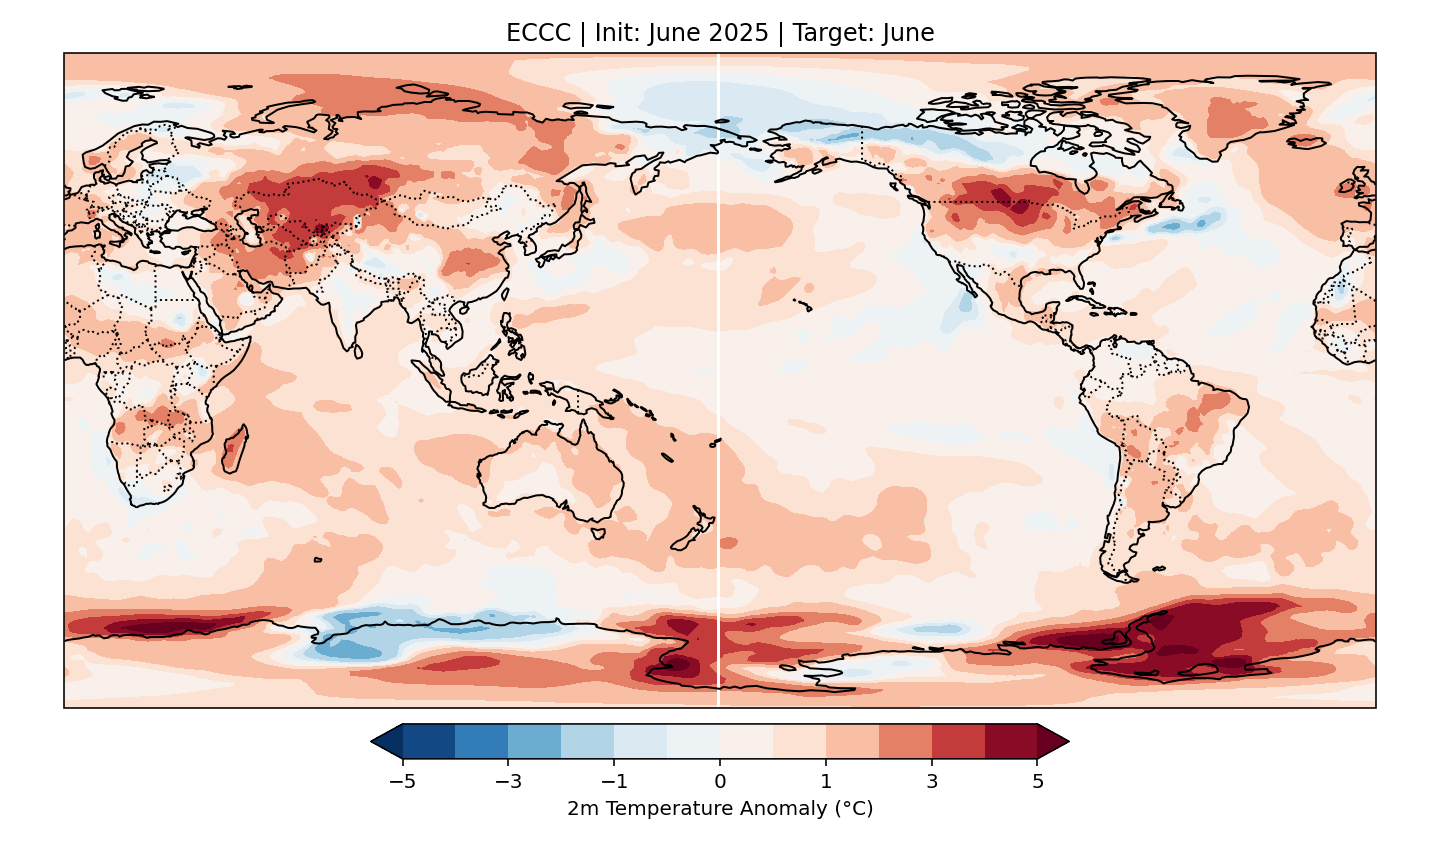 ECCC | Init: June 2025 | Target: June
−5 −3 −1 0 1 3 5
2m Temperature Anomaly (°C)